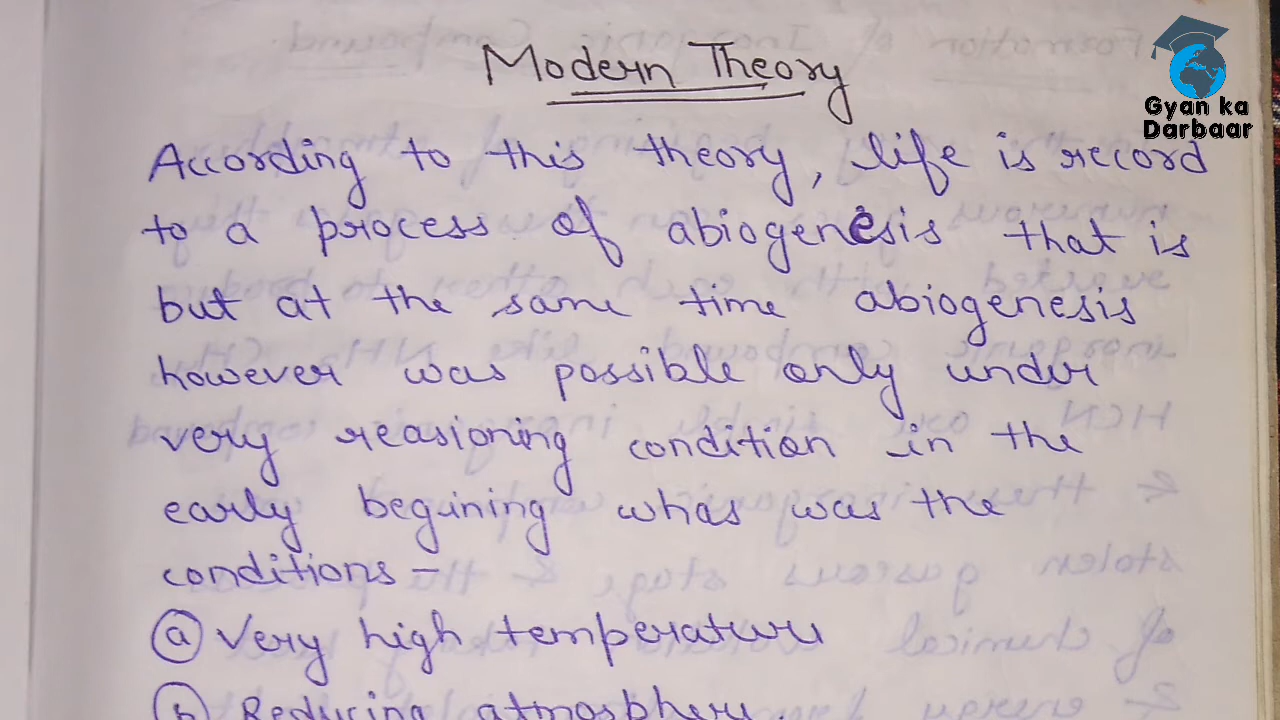 Modern Theory
Gyan ka
Darbaar
According to this theory, life is record
to a process of abiogenesis that is
but at the same time abiogenesis
however was possible only under
very reasioning condition in the
early begining whas was the
conditions -
(a) Very high temperature
(b) Reducing atmosphere.